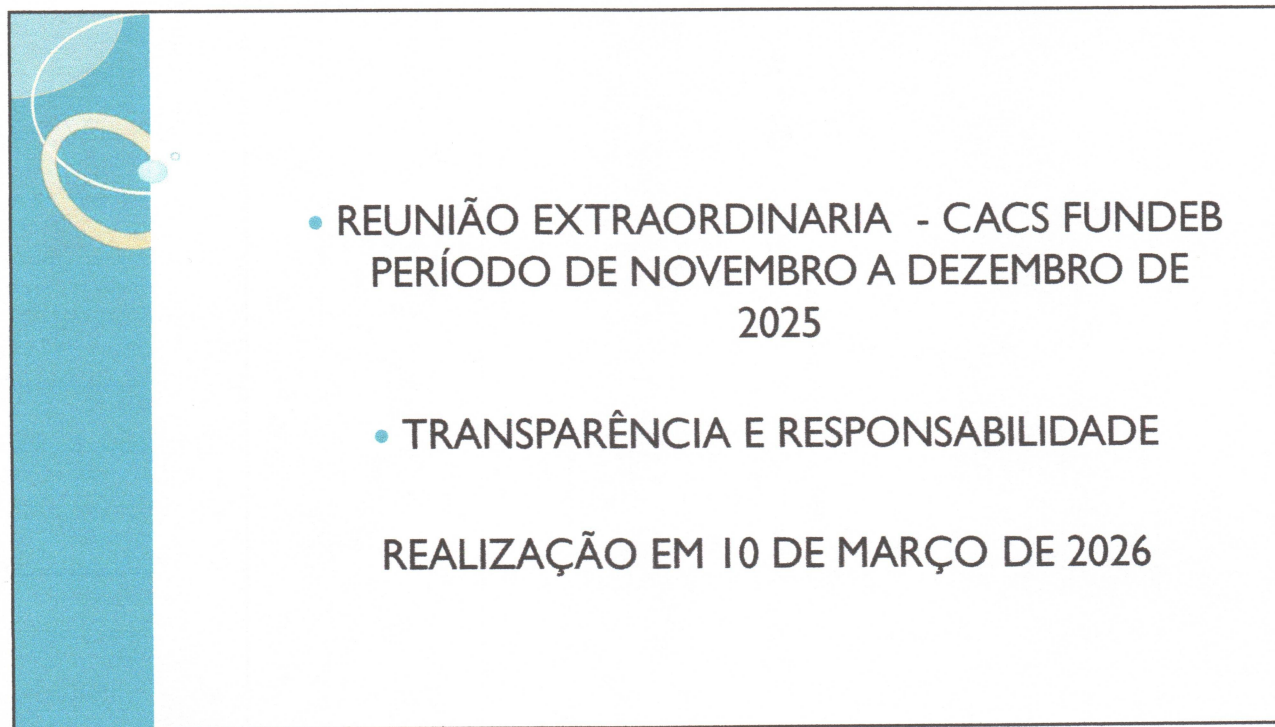 • REUNIÃO EXTRAORDINARIA - CACS FUNDEB
PERÍODO DE NOVEMBRO A DEZEMBRO DE
2025
• TRANSPARÊNCIA E RESPONSABILIDADE
REALIZAÇÃO EM 10 DE MARÇO DE 2026